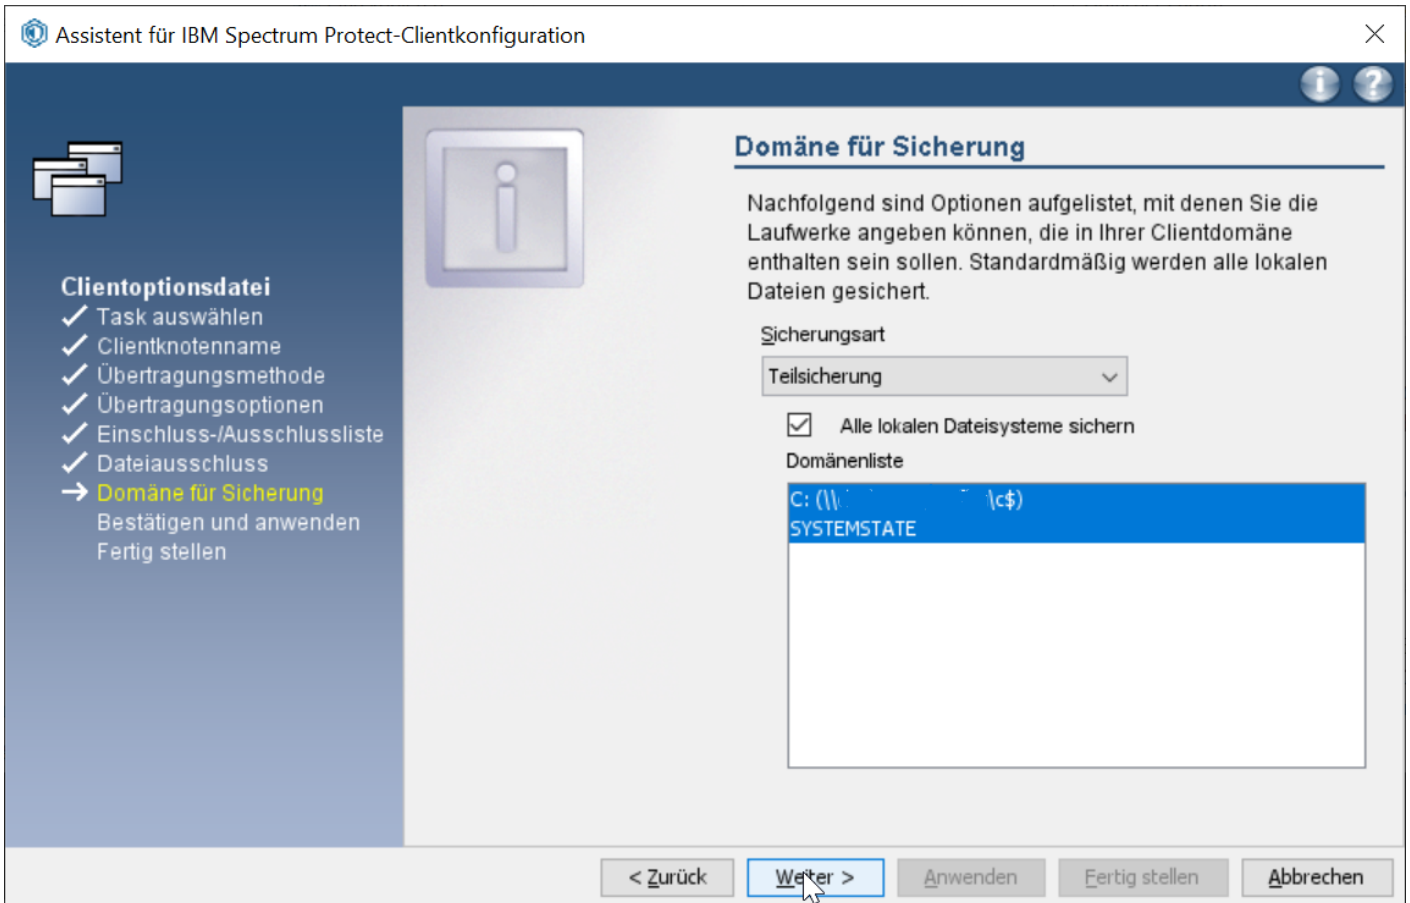 Assistent für IBM Spectrum Protect-Clientkonfiguration
Clientoptionsdatei
Task auswählen
Clientknotenname
Übertragungsmethode
Übertragungsoptionen
Einschluss-/Ausschlussliste
Dateiausschluss
Domäne für Sicherung
Bestätigen und anwenden
Fertig stellen
Domäne für Sicherung
Nachfolgend sind Optionen aufgelistet, mit denen Sie die
Laufwerke angeben können, die in Ihrer Clientdomäne
enthalten sein sollen. Standardmäßig werden alle lokalen
Dateien gesichert.
Sicherungsart
Teilsicherung
Alle lokalen Dateisysteme sichern
Domänenliste
C: (\\ \c$)
SYSTEMSTATE
< Zurück
Weiter >
Anwenden
Fertig stellen
Abbrechen